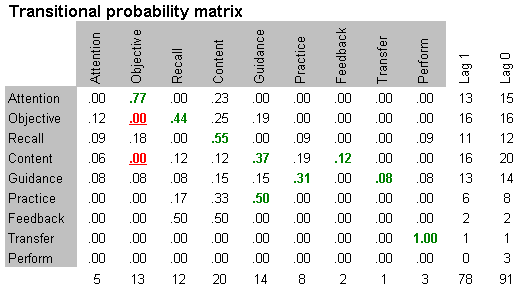 Transitional probability matrix
Attention Objective Recall Content Guidance Practice Feedback Transfer Perform Lag 1 Lag 0
Attention .00 .77 .00 .23 .00 .00 .00 .00 .00 13 15
Objective .12 .00 .44 .25 .19 .00 .00 .00 .00 16 16
Recall .09 .18 .00 .55 .00 .09 .00 .00 .09 11 12
Content .06 .00 .12 .12 .37 .19 .12 .00 .00 16 20
Guidance .08 .08 .08 .15 .15 .31 .00 .08 .08 13 14
Practice .00 .00 .17 .33 .50 .00 .00 .00 .00 6 8
Feedback .00 .00 .50 .50 .00 .00 .00 .00 .00 2 2
Transfer .00 .00 .00 .00 .00 .00 .00 .00 1.00 1 1
Perform .00 .00 .00 .00 .00 .00 .00 .00 .00 0 3
5 13 12 20 14 8 2 1 3 78 91